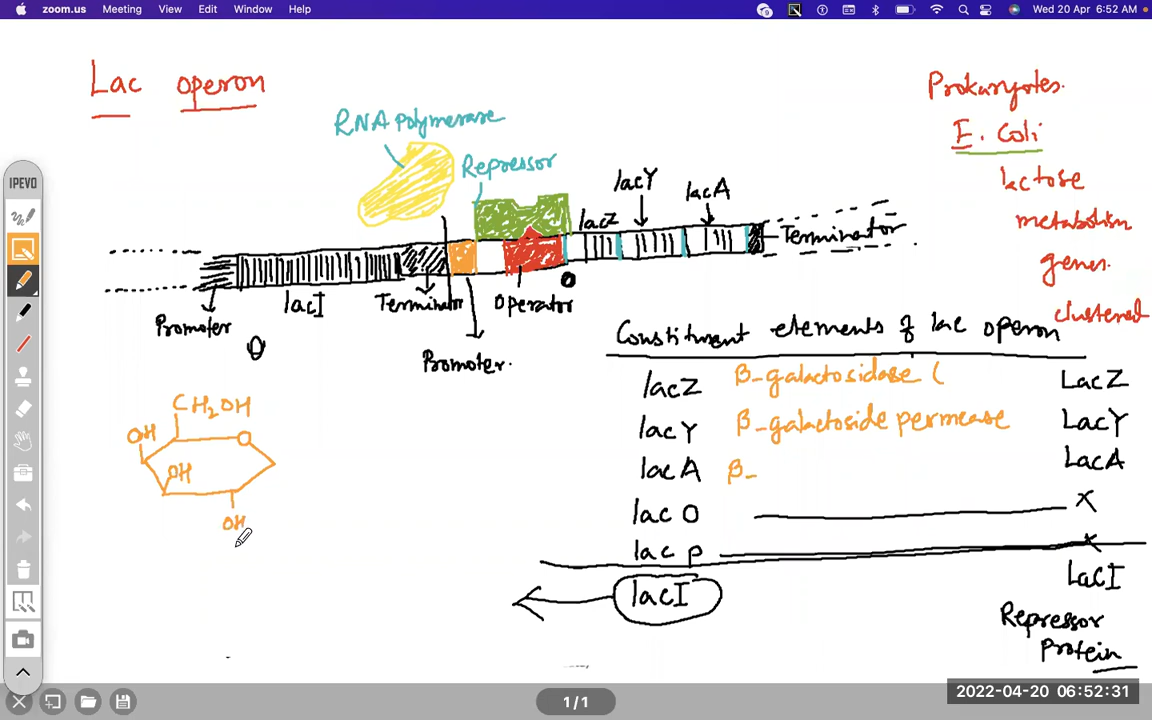 zoom.us Meeting View Edit Window Help Wed 20 Apr 6:52 AM
Lac operon
RNA polymerase
Repressor
lacY
lacA
lacZ
Terminator
lacI
Terminator
Operator
O
Promoter
Promoter.
Prokaryotes.
E. Coli
lactose
metabolism
genes.
clustered
IPEVO
Constituent elements of lac operon
lacZ β-galactosidase ( LacZ
lacY β-galactoside permease LacY
lacA β- LacA
lac O X
lac p X
lacI LacI
Repressor
Protein
CH2OH
OH
O
OH
OH
1/1
2022-04-20 06:52:31